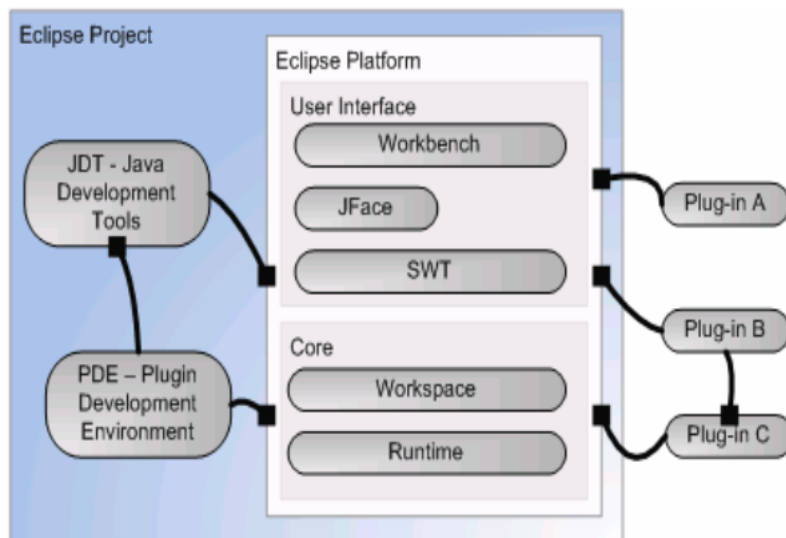 Eclipse Project
Eclipse Platform
User Interface
Workbench
JFace
SWT
Core
Workspace
Runtime
JDT - Java
Development
Tools
PDE – Plugin
Development
Environment
Plug-in A
Plug-in B
Plug-in C